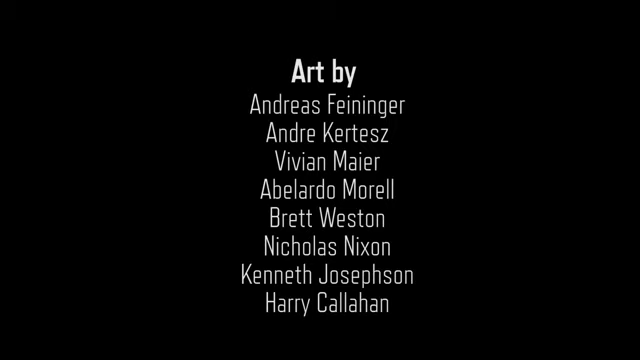 Art by
Andreas Feininger
Andre Kertesz
Vivian Maier
Abelardo Morell
Brett Weston
Nicholas Nixon
Kenneth Josephson
Harry Callahan